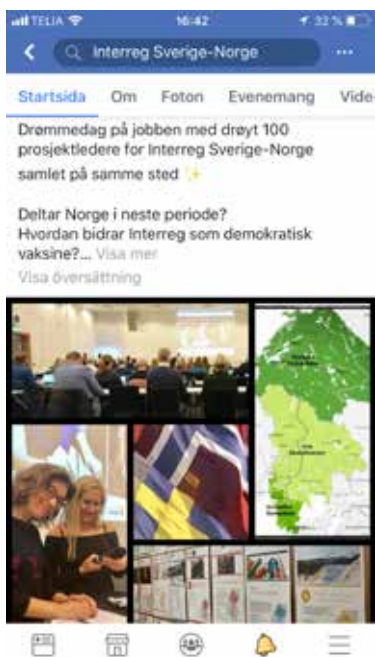 TELIA 16:42 33 %
Interreg Sverige-Norge
Startsida Om Foton Evenemang Vide
Drømmedag på jobben med drøyt 100
prosjektledere for Interreg Sverige-Norge
samlet på samme sted ✨
Deltar Norge i neste periode?
Hvordan bidrar Interreg som demokratisk
vaksine?... Visa mer
Visa översättning